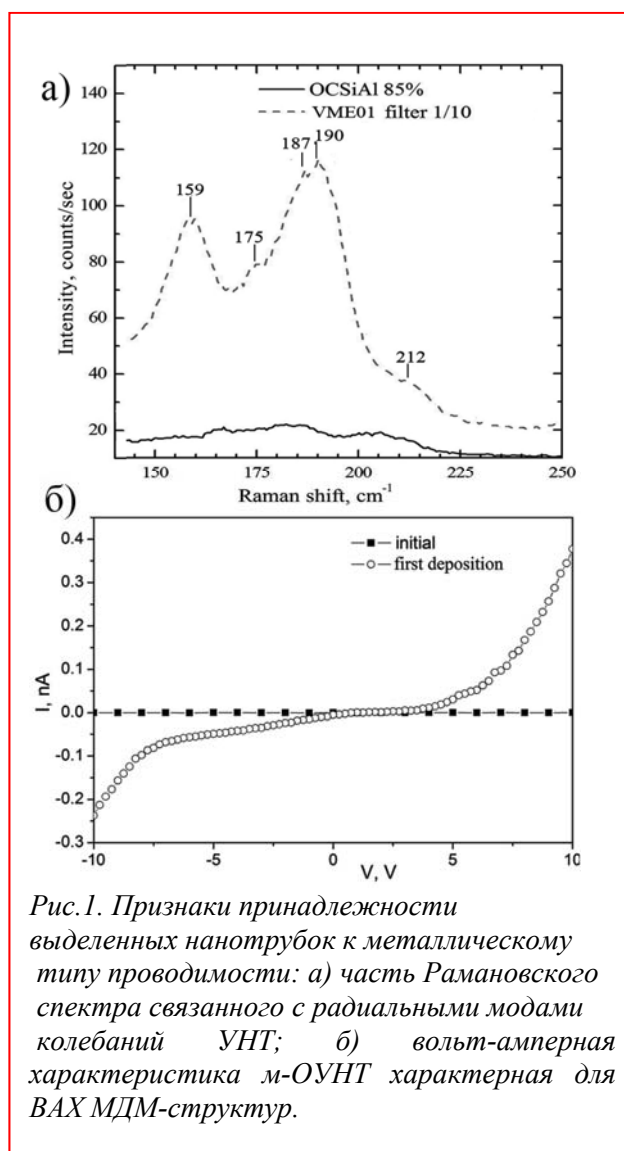 а)
140
120
100
80
60
40
20
Intensity, counts/sec
OCSiAl 85%
VME01 filter 1/10
159
175
187
190
212
150
175
200
225
250
Raman shift, cm⁻¹
б)
initial
first deposition
0.4
0.3
0.2
0.1
0.0
-0.1
-0.2
-0.3
I, nA
-10
-5
0
5
10
V, V
Рис.1. Признаки принадлежности
выделенных нанотрубок к металлическому
типу проводимости: а) часть Рамановского
спектра связанного с радиальными модами
колебаний УНТ; б) вольт-амперная
характеристика м-ОУНТ характерная для
ВАХ МДМ-структур.